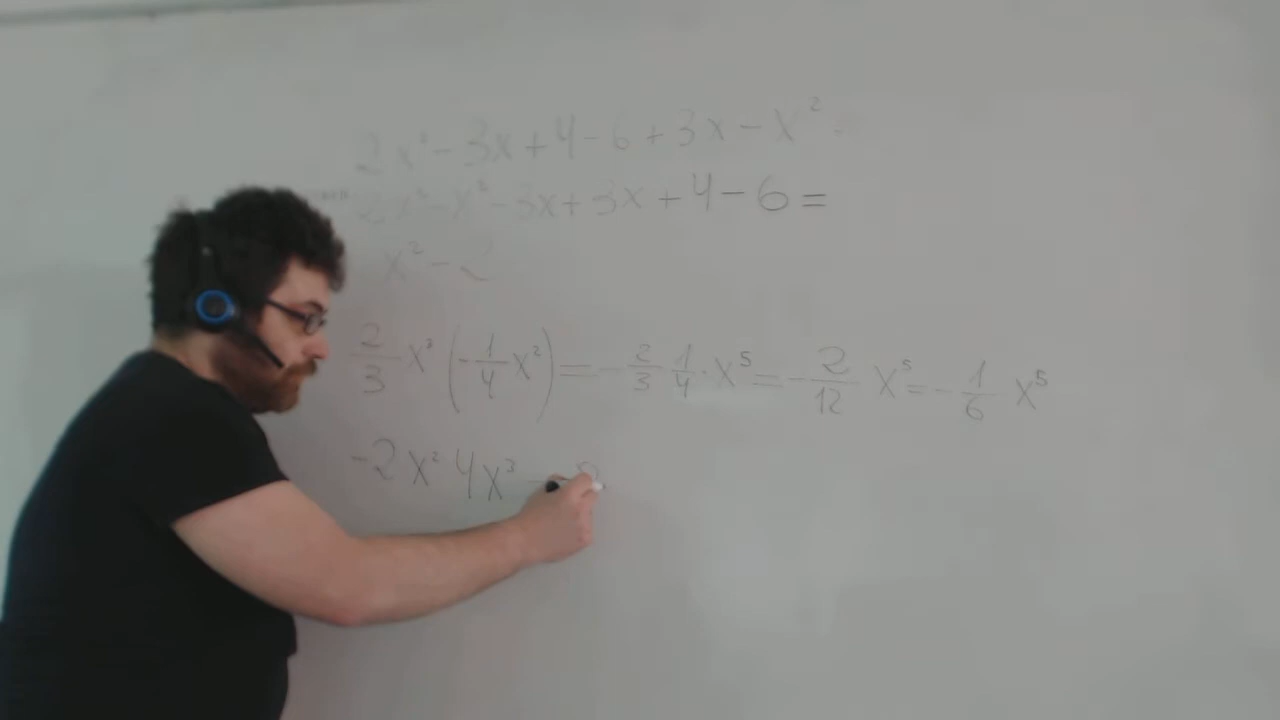 2x² - 3x + 4 - 6 + 3x - x² =
2x² - x² - 3x + 3x + 4 - 6 =
x² - 2
2/3 x³ (-1/4 x²) = - 2/3 1/4 · x⁵ = - 2/12 x⁵ = - 1/6 x⁵
-2x² 4x³ - 8